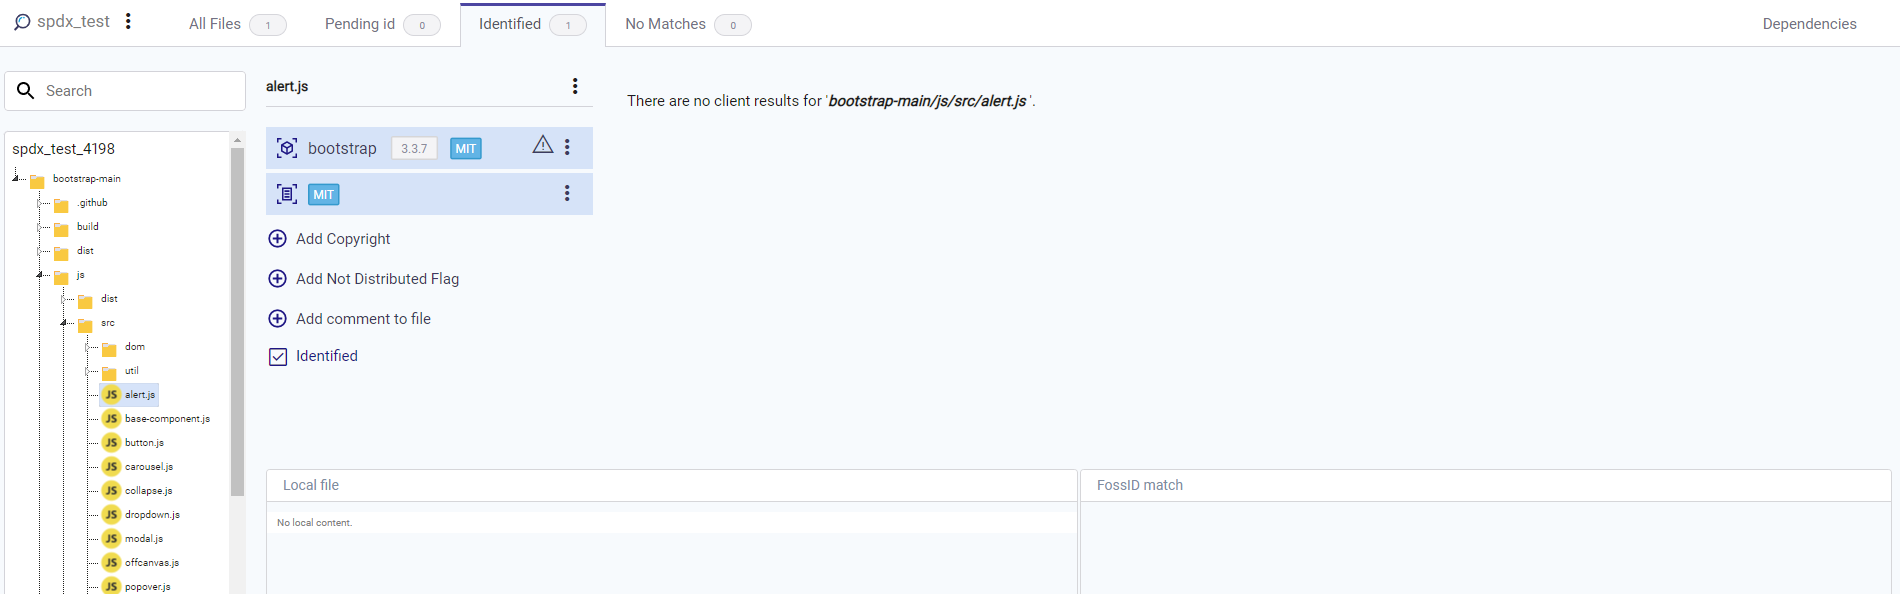 spdx_test
All Files 1
Pending id 0
Identified 1
No Matches 0
Dependencies
Search
spdx_test_4198
bootstrap-main
.github
build
dist
js
dist
src
dom
util
JS alert.js
JS base-component.js
JS button.js
JS carousel.js
JS collapse.js
JS dropdown.js
JS modal.js
JS offcanvas.js
JS popover.js
alert.js
bootstrap 3.3.7 MIT
MIT
Add Copyright
Add Not Distributed Flag
Add comment to file
Identified
There are no client results for 'bootstrap-main/js/src/alert.js '.
Local file
No local content.
FossID match